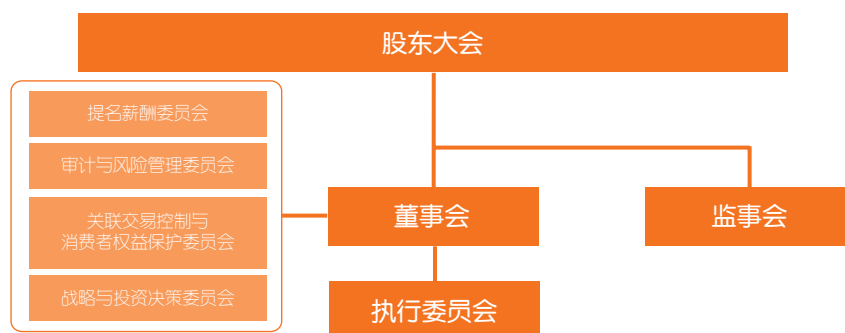 股东大会
提名薪酬委员会
审计与风险管理委员会
关联交易控制与
消费者权益保护委员会
战略与投资决策委员会
董事会
监事会
执行委员会